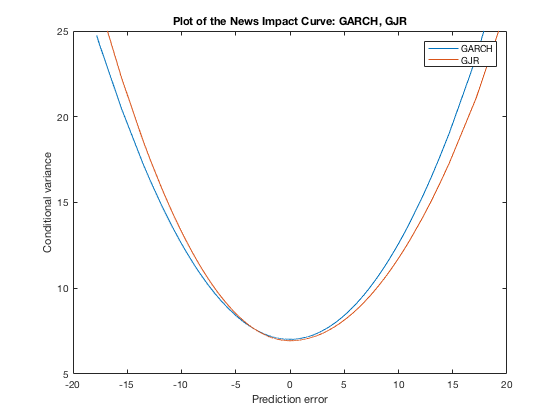 Plot of the News Impact Curve: GARCH, GJR
25
20
15
10
5
Conditional variance
GARCH
GJR
-20 -15 -10 -5 0 5 10 15 20
Prediction error